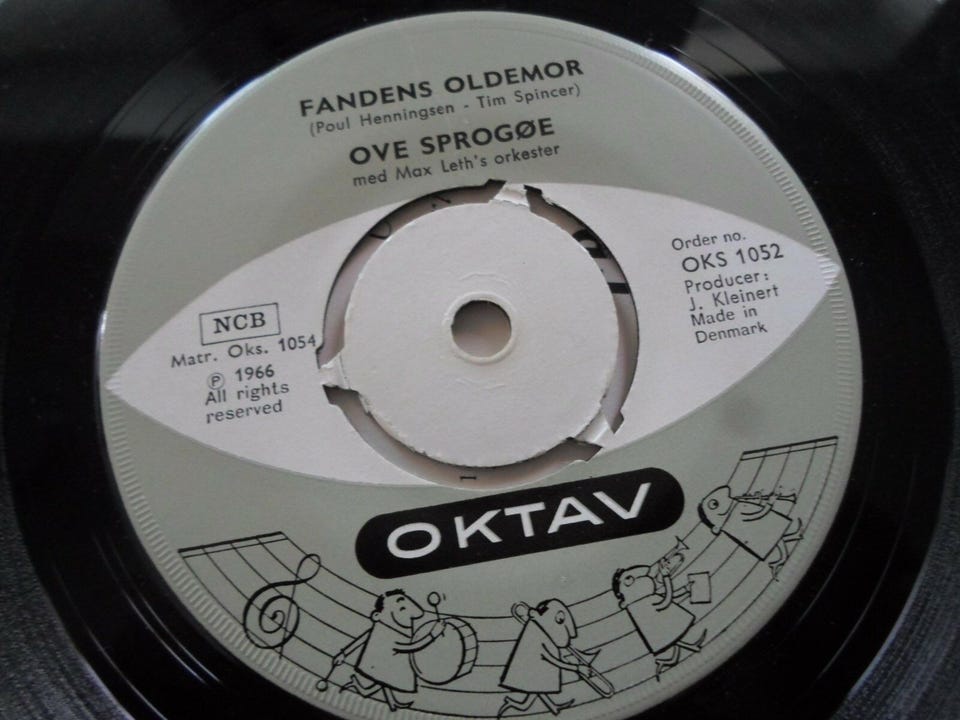 FANDENS OLDEMOR
(Poul Henningsen - Tim Spincer)
OVE SPROGØE
med Max Leth's orkester
NCB
Matr. Oks. 1054
Ⓟ 1966
All rights
reserved
Order no.
OKS 1052
Producer:
J. Kleinert
Made in
Denmark
OKTAV